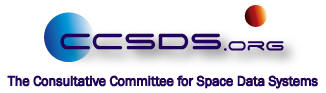 CCSDS.ORG
The Consultative Committee for Space Data Systems